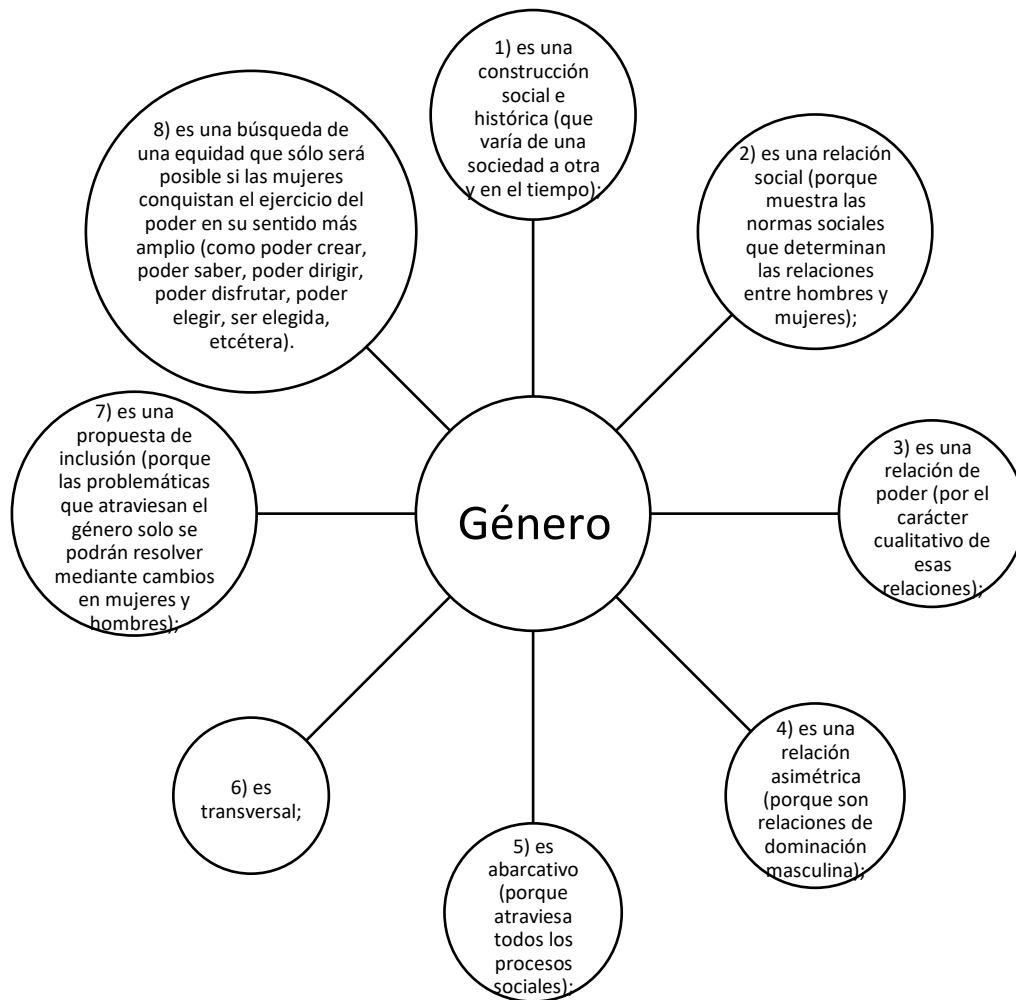 1) es una
construcción
social e
histórica (que
varía de una
sociedad a otra
y en el tiempo);
2) es una relación
social (porque
muestra las
normas sociales
que determinan
las relaciones
entre hombres y
mujeres);
3) es una
relación de
poder (por el
carácter
cualitativo de
esas
relaciones);
4) es una
relación
asimétrica
(porque son
relaciones de
dominación
masculina);
5) es
abarcativo
(porque
atraviesa
todos los
procesos
sociales);
6) es
transversal;
7) es una
propuesta de
inclusión (porque
las problemáticas
que atraviesan el
género solo se
podrán resolver
mediante cambios
en mujeres y
hombres);
8) es una búsqueda de
una equidad que sólo será
posible si las mujeres
conquistan el ejercicio del
poder en su sentido más
amplio (como poder crear,
poder saber, poder dirigir,
poder disfrutar, poder
elegir, ser elegida,
etcétera).
Género